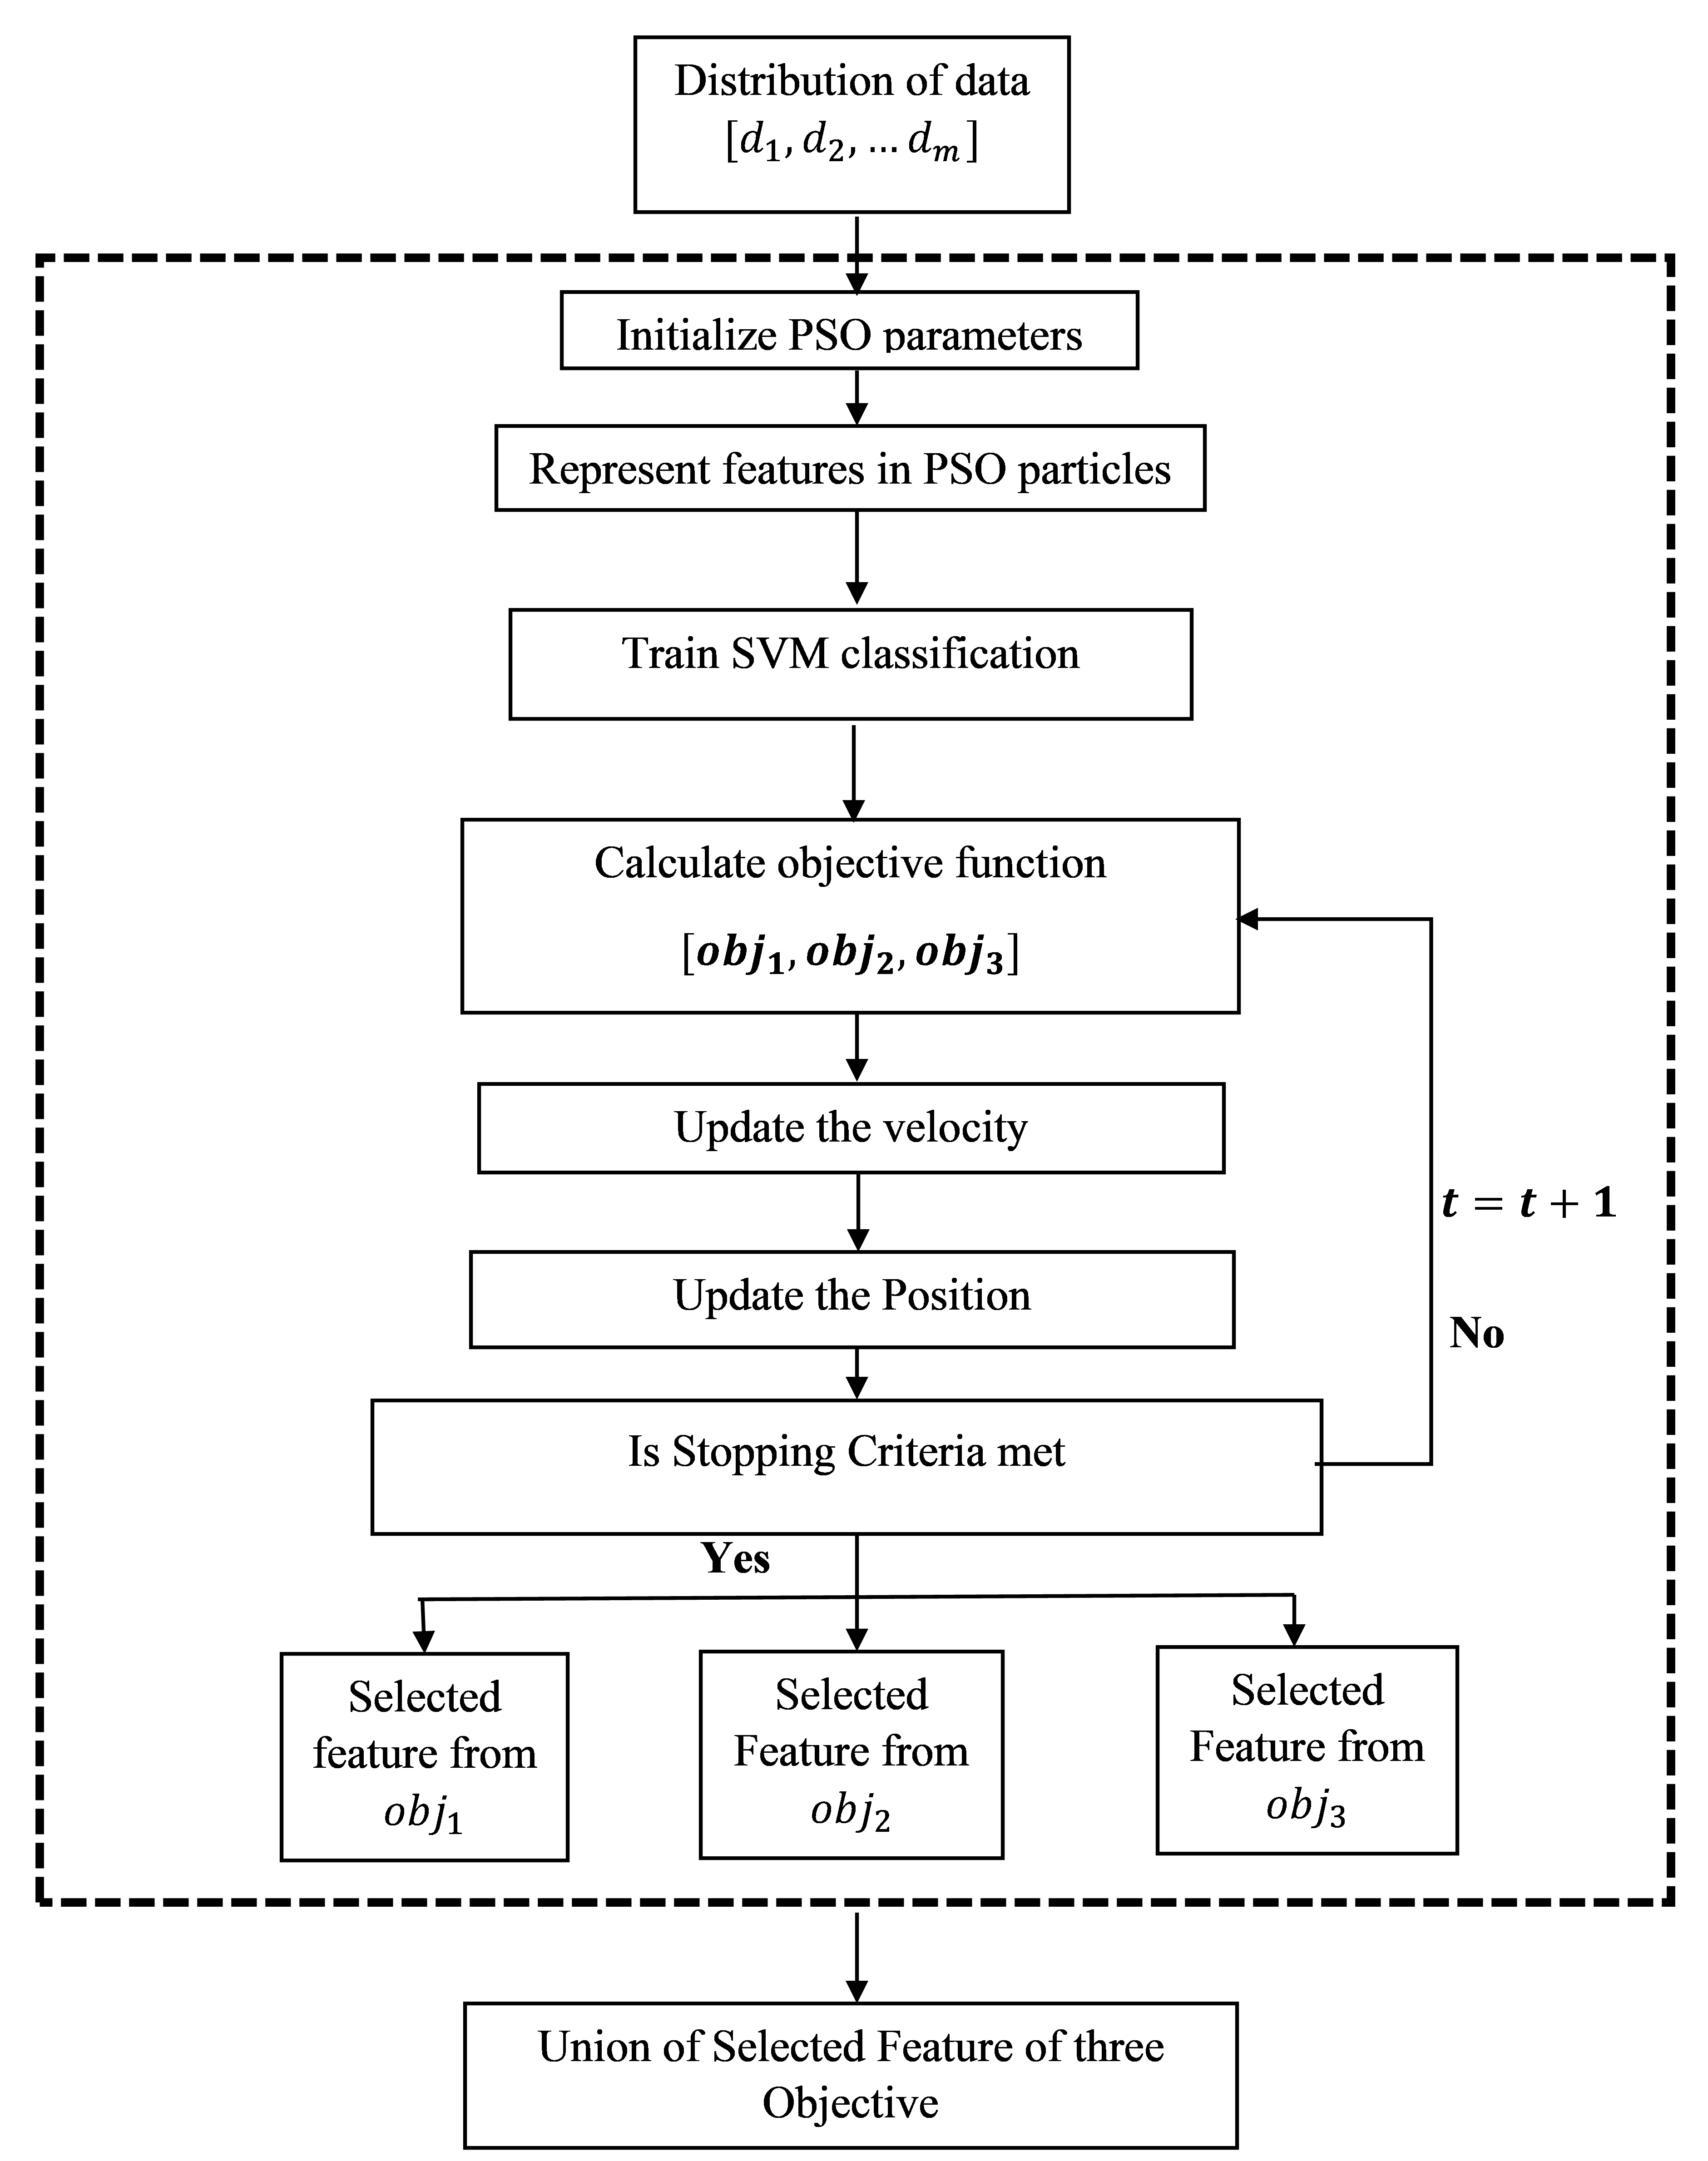 Distribution of data
[d₁, d₂, … dₘ]
Initialize PSO parameters
Represent features in PSO particles
Train SVM classification
Calculate objective function
[obj₁, obj₂, obj₃]
Update the velocity
t = t + 1
Update the Position
No
Is Stopping Criteria met
Yes
Selected
feature from
obj₁
Selected
Feature from
obj₂
Selected
Feature from
obj₃
Union of Selected Feature of three
Objective